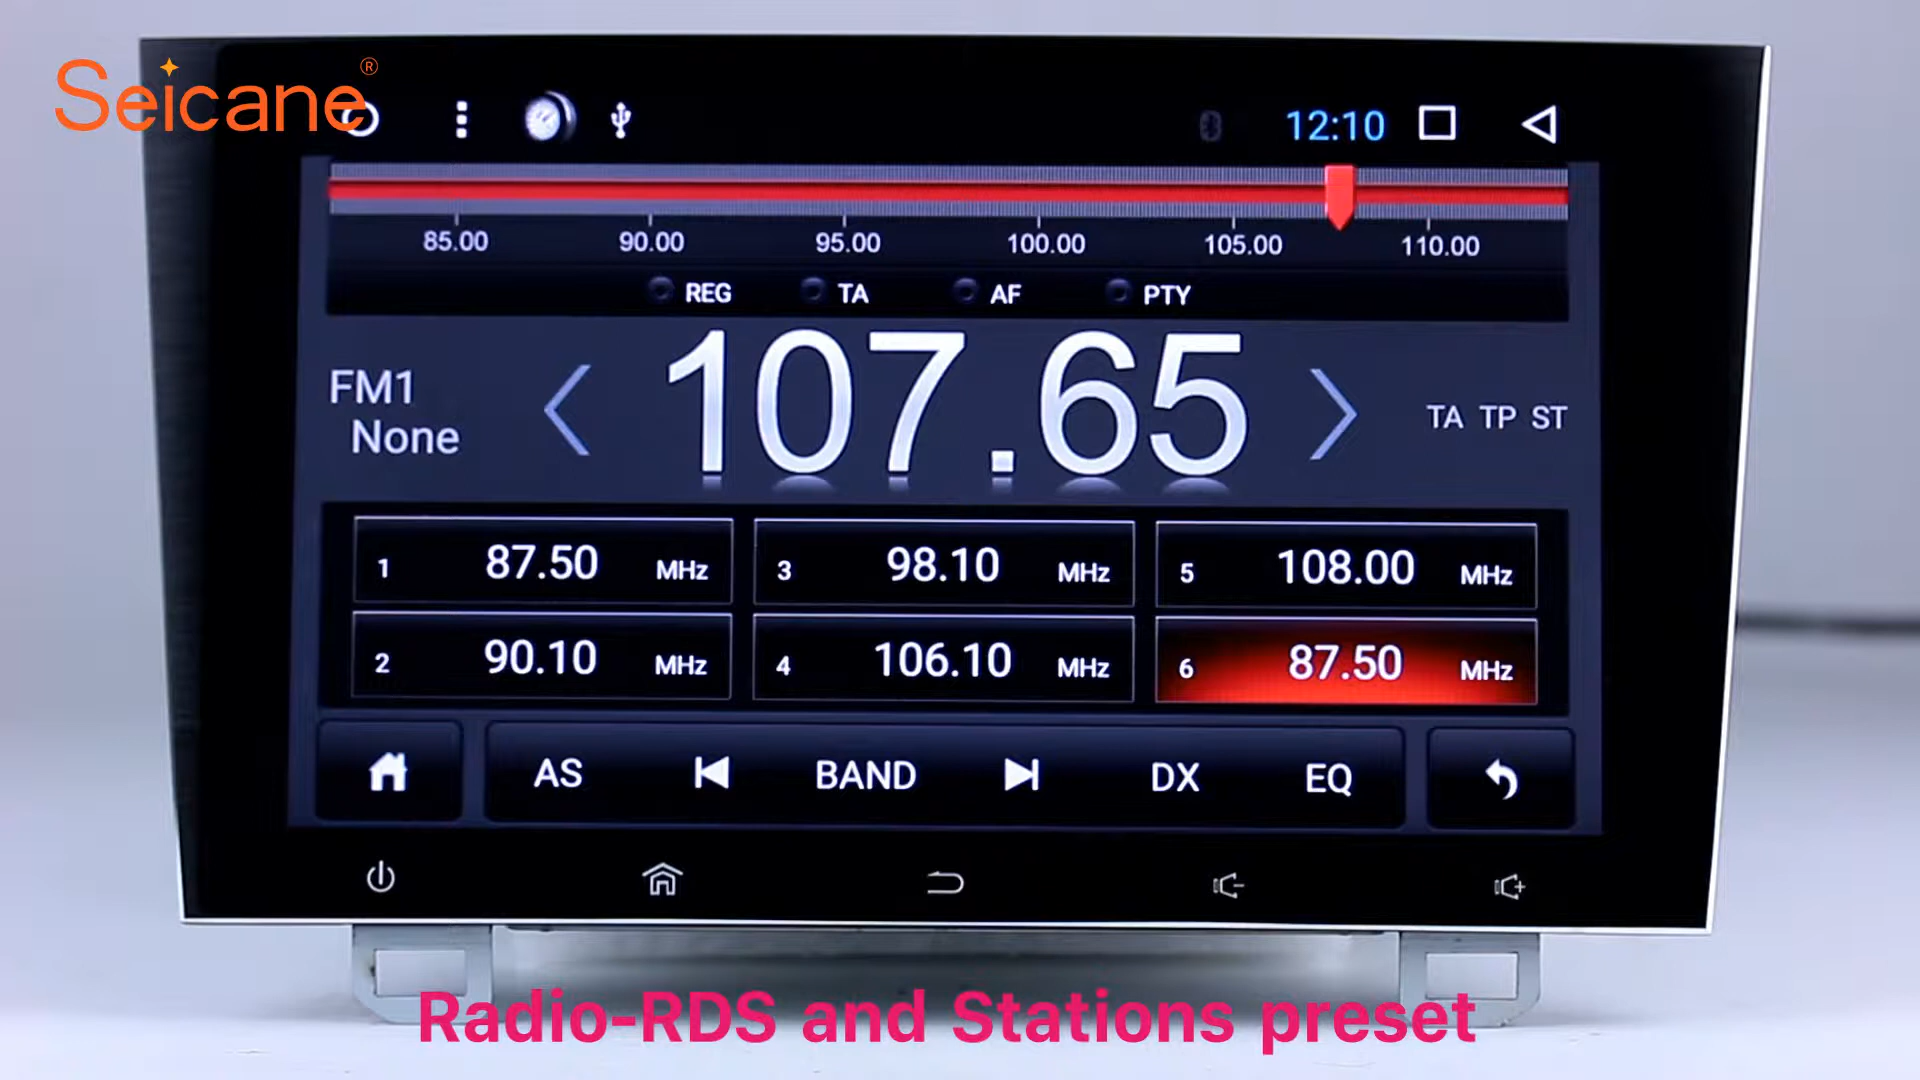 Seicane®
12:10
85.00 90.00 95.00 100.00 105.00 110.00
REG TA AF PTY
FM1
None
107.65
TA TP ST
1 87.50 MHz
3 98.10 MHz
5 108.00 MHz
2 90.10 MHz
4 106.10 MHz
6 87.50 MHz
AS BAND DX EQ
Radio-RDS and Stations preset